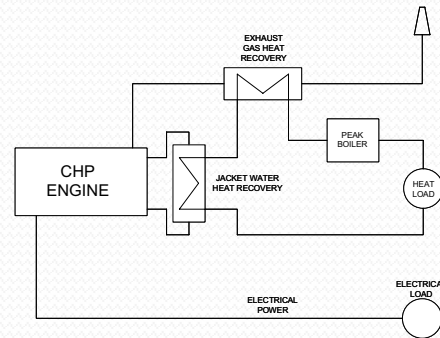 EXHAUST
GAS HEAT
RECOVERY
PEAK
BOILER
CHP
ENGINE
JACKET WATER
HEAT RECOVERY
HEAT
LOAD
ELECTRICAL
LOAD
ELECTRICAL
POWER